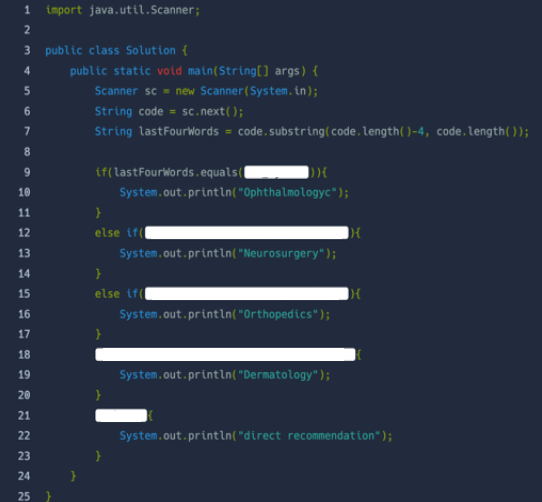 1 import java.util.Scanner;
2
3 public class Solution {
4 public static void main(String[] args) {
5 Scanner sc = new Scanner(System.in);
6 String code = sc.next();
7 String lastFourWords = code.substring(code.length()-4, code.length());
8
9 if(lastFourWords.equals( )){
10 System.out.println("Ophthalmologyc");
11 }
12 else if( ){
13 System.out.println("Neurosurgery");
14 }
15 else if( ){
16 System.out.println("Orthopedics");
17 }
18 {
19 System.out.println("Dermatology");
20 }
21 {
22 System.out.println("direct recommendation");
23 }
24 }
25 }